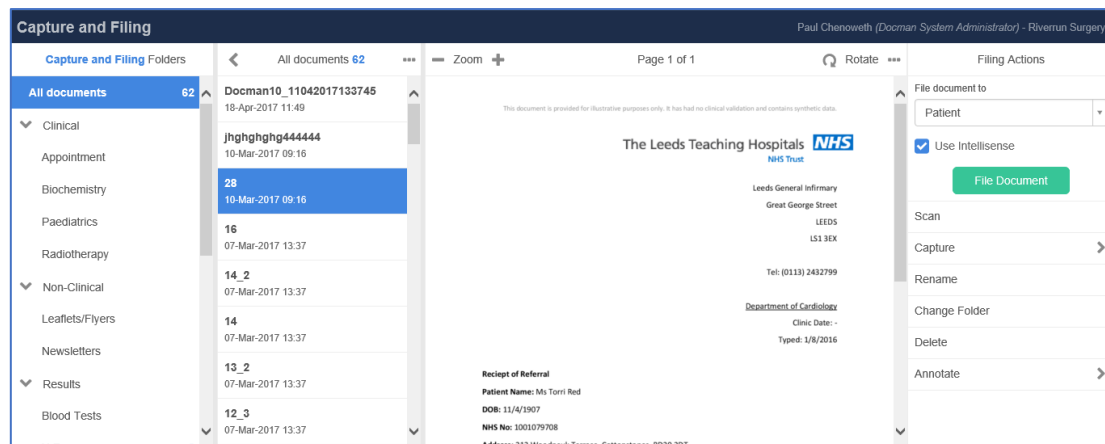 Capture and Filing
Paul Chenoweth (Docman System Administrator) - Riverrun Surgery
Capture and Filing Folders
All documents 62
Clinical
Appointment
Biochemistry
Paediatrics
Radiotherapy
Non-Clinical
Leaflets/Flyers
Newsletters
Results
Blood Tests
All documents 62
Docman10_11042017133745
18-Apr-2017 11:49
jhghghghg444444
10-Mar-2017 09:16
28
10-Mar-2017 09:16
16
07-Mar-2017 13:37
14_2
07-Mar-2017 13:37
14
07-Mar-2017 13:37
13_2
07-Mar-2017 13:37
12_3
07-Mar-2017 13:37
Zoom
Page 1 of 1
Rotate
This document is provided for illustrative purposes only. It has had no clinical validation and contains synthetic data.
The Leeds Teaching Hospitals NHS
NHS Trust
Leeds General Infirmary
Great George Street
LEEDS
LS1 3EX
Tel: (0113) 2432799
Department of Cardiology
Clinic Date: -
Typed: 1/8/2016
Reciept of Referral
Patient Name: Ms Torri Red
DOB: 11/4/1907
NHS No: 1001079708
Filing Actions
File document to
Patient
Use Intellisense
File Document
Scan
Capture
Rename
Change Folder
Delete
Annotate